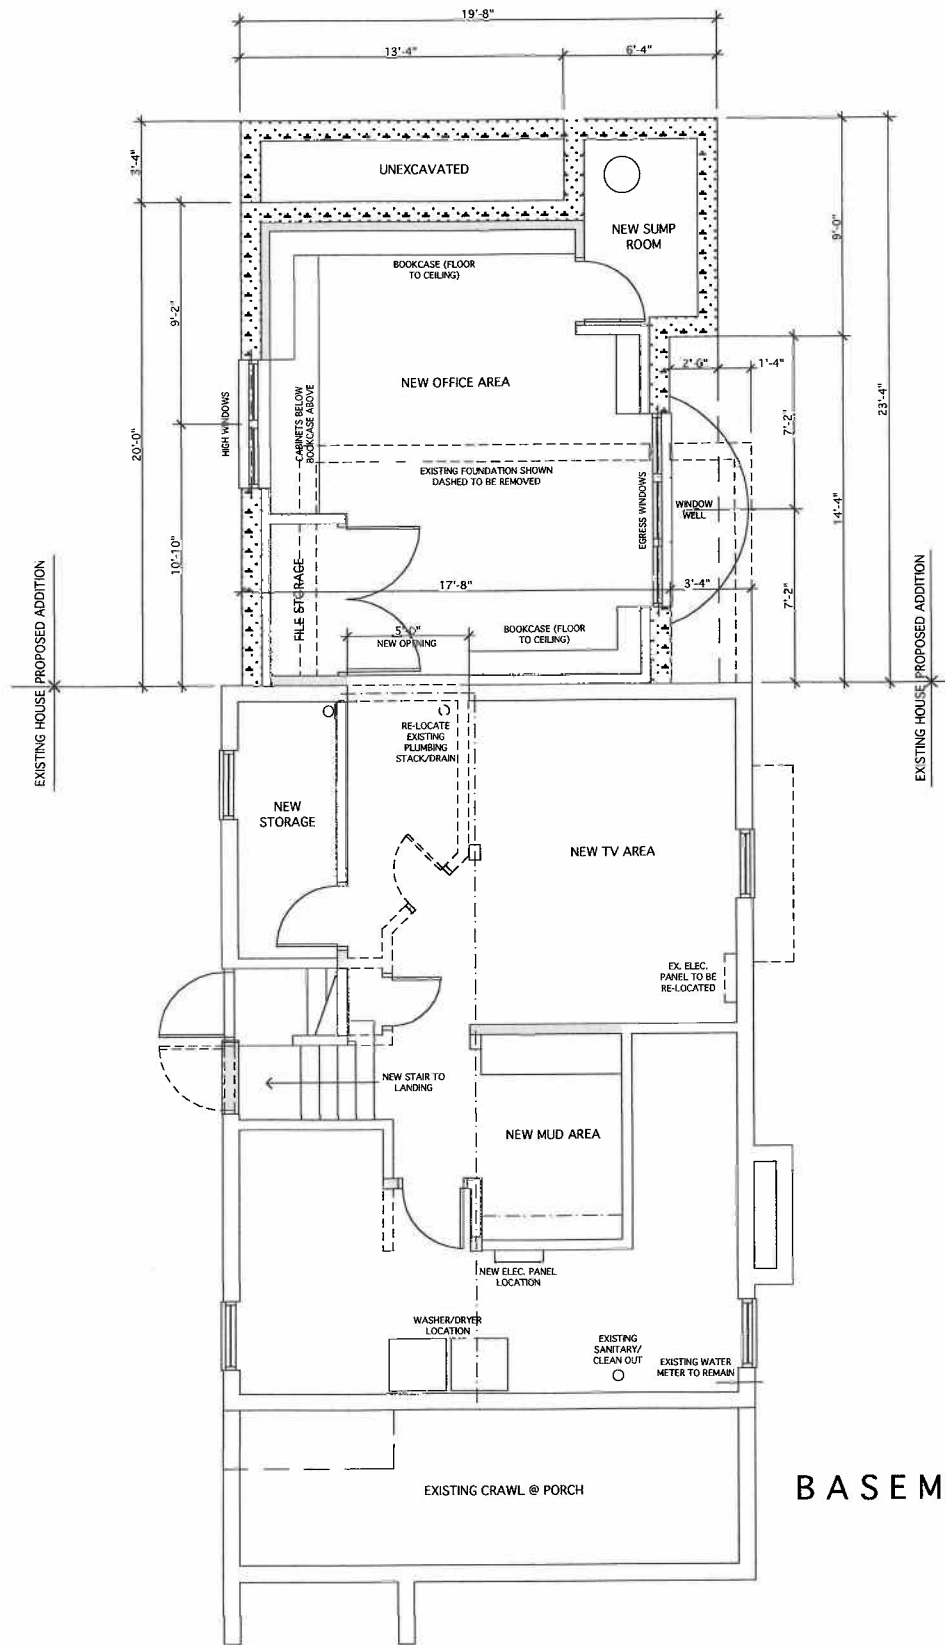 19'-8"
13'-4"
6'-4"
3'-4"
UNEXCAVATED
NEW SUMP
ROOM
9'-0"
BOOKCASE (FLOOR
TO CEILING)
9'-2"
2'-0"
1'-4"
NEW OFFICE AREA
HIGH WINDOWS
CABINETS BELOW
BOOKCASE ABOVE
20'-0"
7'-2"
23'-4"
EXISTING FOUNDATION SHOWN
DASHED TO BE REMOVED
EGRESS WINDOWS
WINDOW
WELL
14'-4"
10'-10"
FILE STORAGE
17'-8"
3'-4"
7'-2"
5'-0"
NEW OPENING
BOOKCASE (FLOOR
TO CEILING)
EXISTING HOUSE PROPOSED ADDITION
EXISTING HOUSE PROPOSED ADDITION
RE-LOCATE
EXISTING
PLUMBING
STACK/DRAIN
NEW
STORAGE
NEW TV AREA
EX. ELEC.
PANEL TO BE
RE-LOCATED
NEW STAIR TO
LANDING
NEW MUD AREA
NEW ELEC. PANEL
LOCATION
WASHER/DRYER
LOCATION
EXISTING
SANITARY/
CLEAN OUT
EXISTING WATER
METER TO REMAIN
EXISTING CRAWL @ PORCH
BASEM